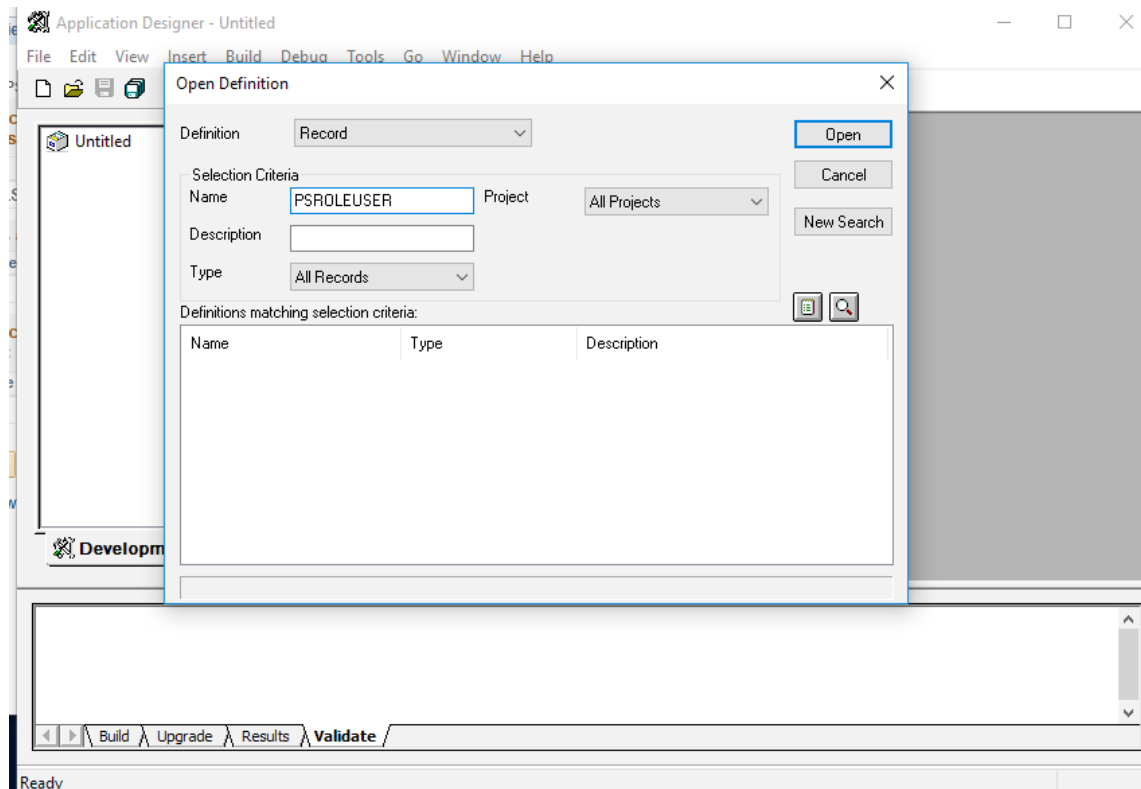 Application Designer - Untitled
File Edit View Insert Build Debug Tools Go Window Help
Open Definition
Untitled
Definition Record Open
Selection Criteria Cancel
Name PSROLEUSER Project All Projects
New Search
Description
Type All Records
Definitions matching selection criteria:
Name Type Description
Developm
Build Upgrade Results Validate
Ready